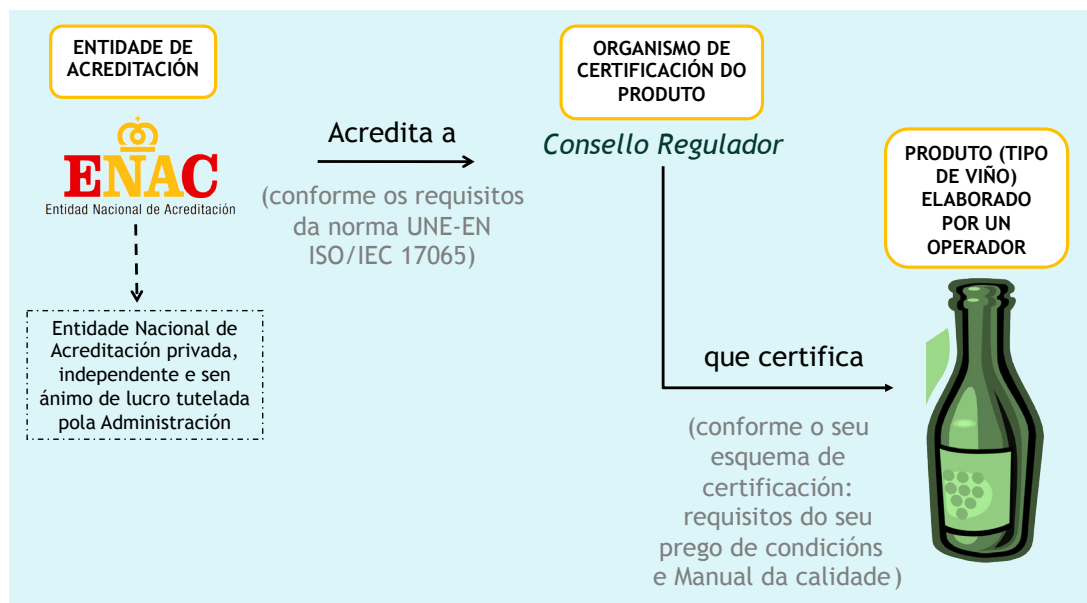 ENTIDADE DE
ACREDITACIÓN
ENAC
Entidad Nacional de Acreditación
Entidade Nacional de
Acreditación privada,
independente e sen
ánimo de lucro tutelada
pola Administración
Acredita a
(conforme os requisitos
da norma UNE-EN
ISO/IEC 17065)
ORGANISMO DE
CERTIFICACIÓN DO
PRODUTO
Consello Regulador
que certifica
(conforme o seu
esquema de
certificación:
requisitos do seu
prego de condicións
e Manual da calidade)
PRODUTO (TIPO
DE VIÑO)
ELABORADO
POR UN
OPERADOR